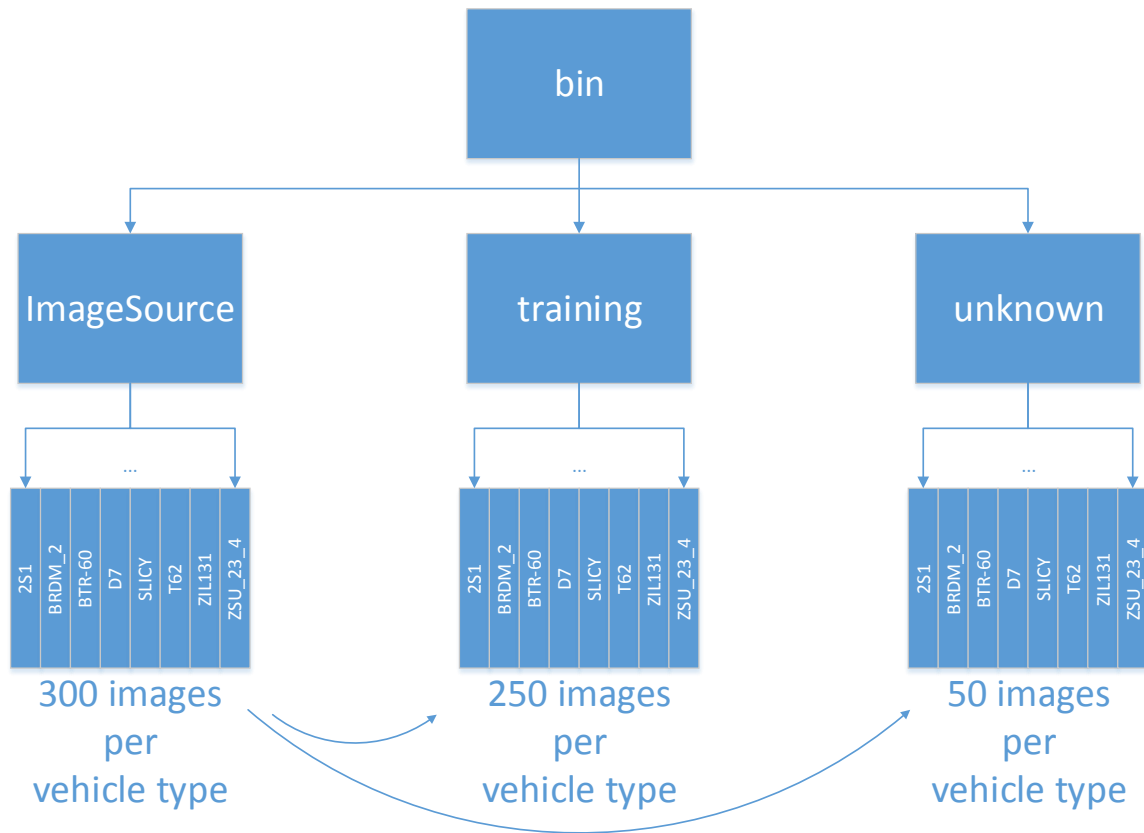 bin
ImageSource
training
unknown
...
...
...
2S1
BRDM_2
BTR-60
D7
SLICY
T62
ZIL131
ZSU_23_4
2S1
BRDM_2
BTR-60
D7
SLICY
T62
ZIL131
ZSU_23_4
2S1
BRDM_2
BTR-60
D7
SLICY
T62
ZIL131
ZSU_23_4
300 images
per
vehicle type
250 images
per
vehicle type
50 images
per
vehicle type